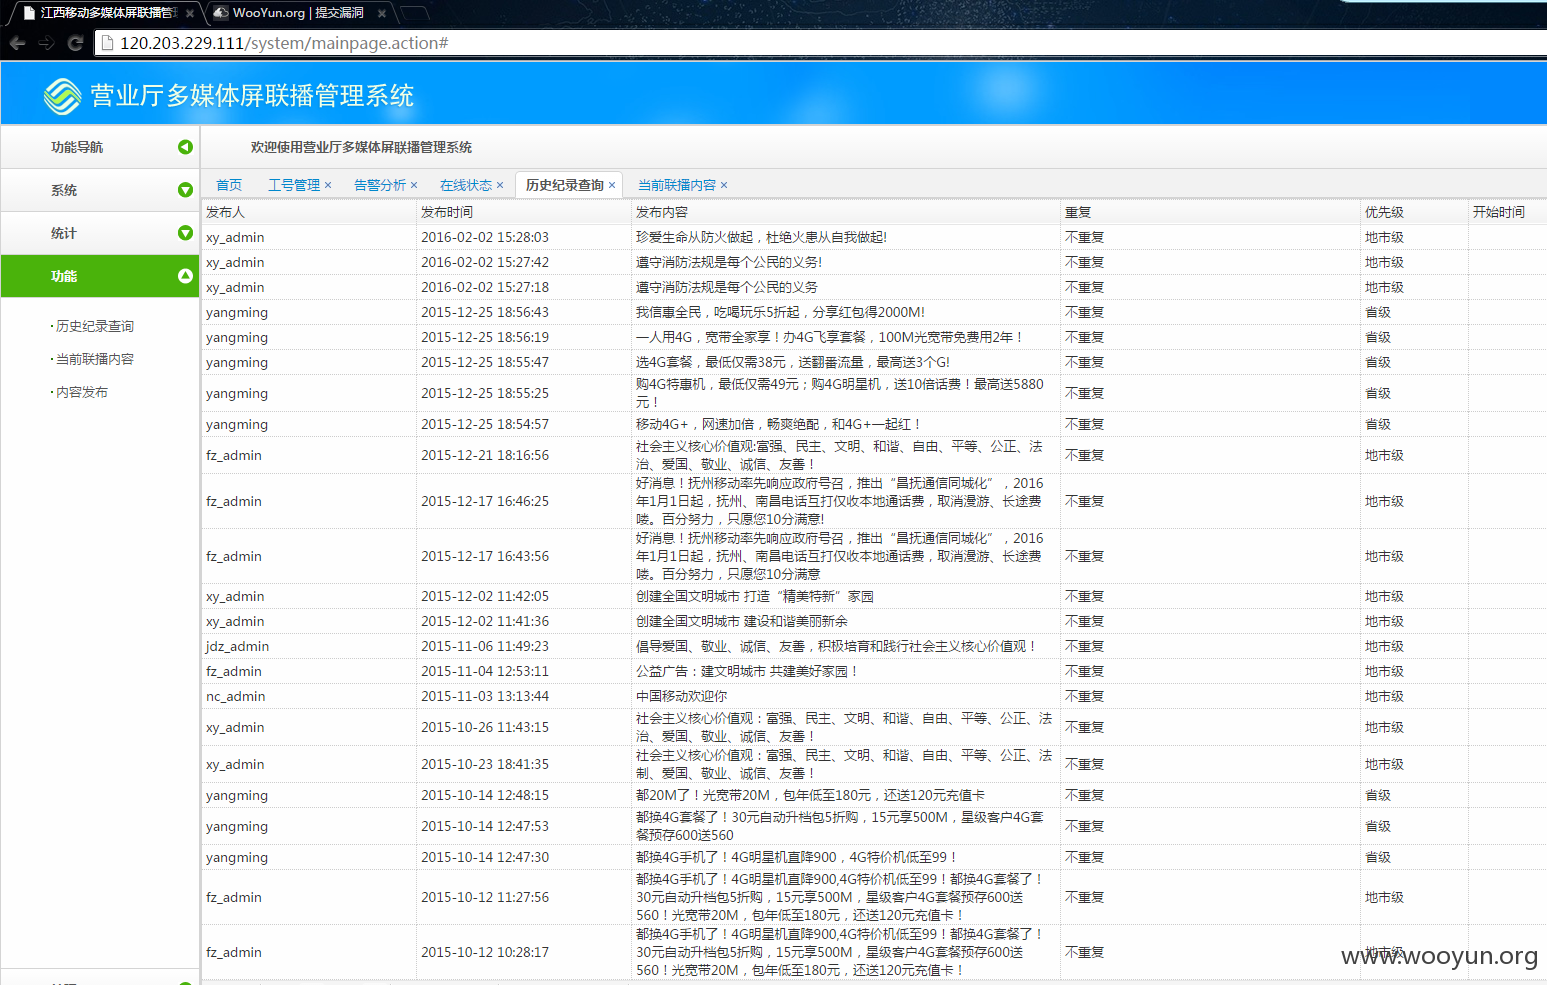 江西移动多媒体屏联播管理
WooYun.org | 提交漏洞
120.203.229.111/system/mainpage.action#
营业厅多媒体屏联播管理系统
功能导航
欢迎使用营业厅多媒体屏联播管理系统
系统
统计
功能
·历史纪录查询
·当前联播内容
·内容发布
首页 工号管理 × 告警分析 × 在线状态 × 历史纪录查询 × 当前联播内容 ×
发布人 发布时间 发布内容 重复 优先级 开始时间
xy_admin 2016-02-02 15:28:03 珍爱生命从防火做起，杜绝火患从自我做起! 不重复 地市级
xy_admin 2016-02-02 15:27:42 遵守消防法规是每个公民的义务! 不重复 地市级
xy_admin 2016-02-02 15:27:18 遵守消防法规是每个公民的义务 不重复 地市级
yangming 2015-12-25 18:56:43 我信惠全民，吃喝玩乐5折起，分享红包得2000M! 不重复 省级
yangming 2015-12-25 18:56:19 一人用4G，宽带全家享！办4G飞享套餐，100M光宽带免费用2年！ 不重复 省级
yangming 2015-12-25 18:55:47 选4G套餐，最低仅需38元，送翻番流量，最高送3个G! 不重复 省级
yangming 2015-12-25 18:55:25 购4G特惠机，最低仅需49元；购4G明星机，送10倍话费！最高送5880
元！ 不重复 省级
yangming 2015-12-25 18:54:57 移动4G+，网速加倍，畅爽绝配，和4G+一起红！ 不重复 省级
fz_admin 2015-12-21 18:16:56 社会主义核心价值观:富强、民主、文明、和谐、自由、平等、公正、法
治、爱国、敬业、诚信、友善！ 不重复 地市级
fz_admin 2015-12-17 16:46:25 好消息！抚州移动率先响应政府号召，推出“昌抚通信同城化”，2016
年1月1日起，抚州、南昌电话互打仅收本地通话费，取消漫游、长途费
喽。百分努力，只愿您10分满意! 不重复 地市级
fz_admin 2015-12-17 16:43:56 好消息！抚州移动率先响应政府号召，推出“昌抚通信同城化”，2016
年1月1日起，抚州、南昌电话互打仅收本地通话费，取消漫游、长途费
喽。百分努力，只愿您10分满意 不重复 地市级
xy_admin 2015-12-02 11:42:05 创建全国文明城市 打造“精美特新”家园 不重复 地市级
xy_admin 2015-12-02 11:41:36 创建全国文明城市 建设和谐美丽新余 不重复 地市级
jdz_admin 2015-11-06 11:49:23 倡导爱国、敬业、诚信、友善，积极培育和践行社会主义核心价值观！ 不重复 地市级
fz_admin 2015-11-04 12:53:11 公益广告：建文明城市 共建美好家园！ 不重复 地市级
nc_admin 2015-11-03 13:13:44 中国移动欢迎你 不重复 地市级
xy_admin 2015-10-26 11:43:15 社会主义核心价值观：富强、民主、文明、和谐、自由、平等、公正、法
治、爱国、敬业、诚信、友善！ 不重复 地市级
xy_admin 2015-10-23 18:41:35 社会主义核心价值观：富强、民主、文明、和谐、自由、平等、公正、法
制、爱国、敬业、诚信、友善！ 不重复 地市级
yangming 2015-10-14 12:48:15 都20M了！光宽带20M，包年低至180元，还送120元充值卡 不重复 省级
yangming 2015-10-14 12:47:53 都换4G套餐了！30元自动升档包5折购，15元享500M，星级客户4G套
餐预存600送560 不重复 省级
yangming 2015-10-14 12:47:30 都换4G手机了！4G明星机直降900，4G特价机低至99！ 不重复 省级
fz_admin 2015-10-12 11:27:56 都换4G手机了！4G明星机直降900,4G特价机低至99！都换4G套餐了！
30元自动升档包5折购，15元享500M，星级客户4G套餐预存600送
560！光宽带20M，包年低至180元，还送120元充值卡！ 不重复 地市级
fz_admin 2015-10-12 10:28:17 都换4G手机了！4G明星机直降900,4G特价机低至99！都换4G套餐了！
30元自动升档包5折购，15元享500M，星级客户4G套餐预存600送
560！光宽带20M，包年低至180元，还送120元充值卡！ 不重复 地市级
www.wooyun.org